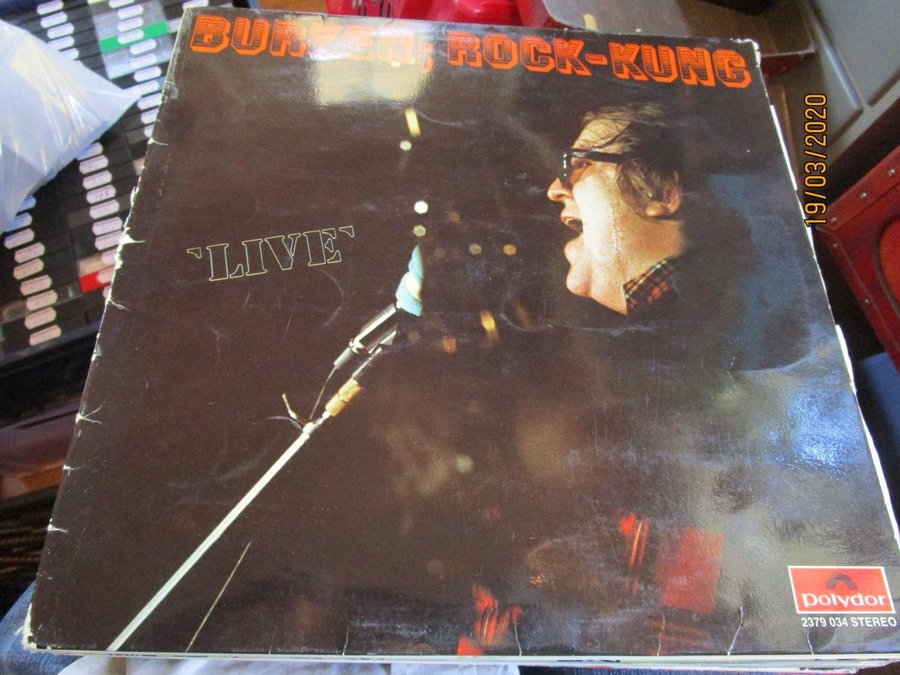 BURKEN; ROCK-KUNG
'LIVE'
19/03/2020
polydor
2379 034 STEREO